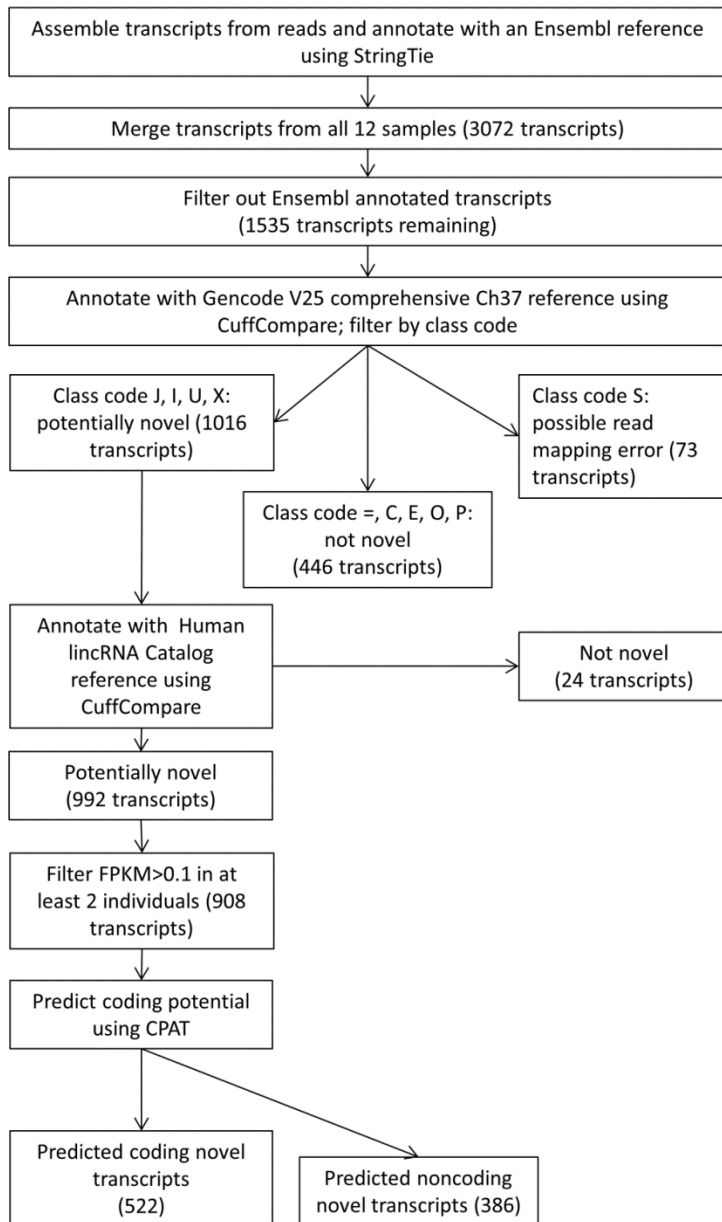 Assemble transcripts from reads and annotate with an Ensembl reference
using StringTie
Merge transcripts from all 12 samples (3072 transcripts)
Filter out Ensembl annotated transcripts
(1535 transcripts remaining)
Annotate with Gencode V25 comprehensive Ch37 reference using
CuffCompare; filter by class code
Class code J, I, U, X:
potentially novel (1016
transcripts)
Class code =, C, E, O, P:
not novel
(446 transcripts)
Class code S:
possible read
mapping error (73
transcripts)
Annotate with Human
lincRNA Catalog
reference using
CuffCompare
Not novel
(24 transcripts)
Potentially novel
(992 transcripts)
Filter FPKM>0.1 in at
least 2 individuals (908
transcripts)
Predict coding potential
using CPAT
Predicted coding novel
transcripts
(522)
Predicted noncoding
novel transcripts (386)